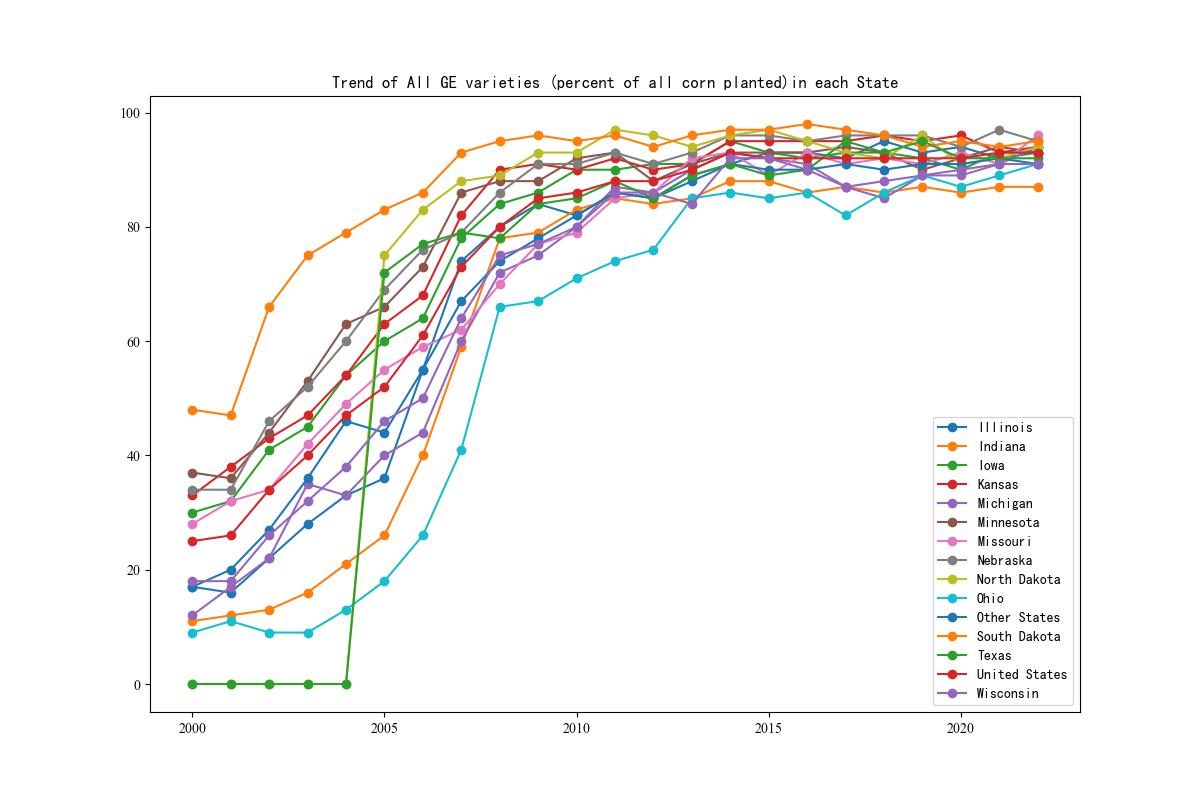 Trend of All GE varieties (percent of all corn planted)in each State
100
80
60
40
20
0
2000 2005 2010 2015 2020
Illinois
Indiana
Iowa
Kansas
Michigan
Minnesota
Missouri
Nebraska
North Dakota
Ohio
Other States
South Dakota
Texas
United States
Wisconsin